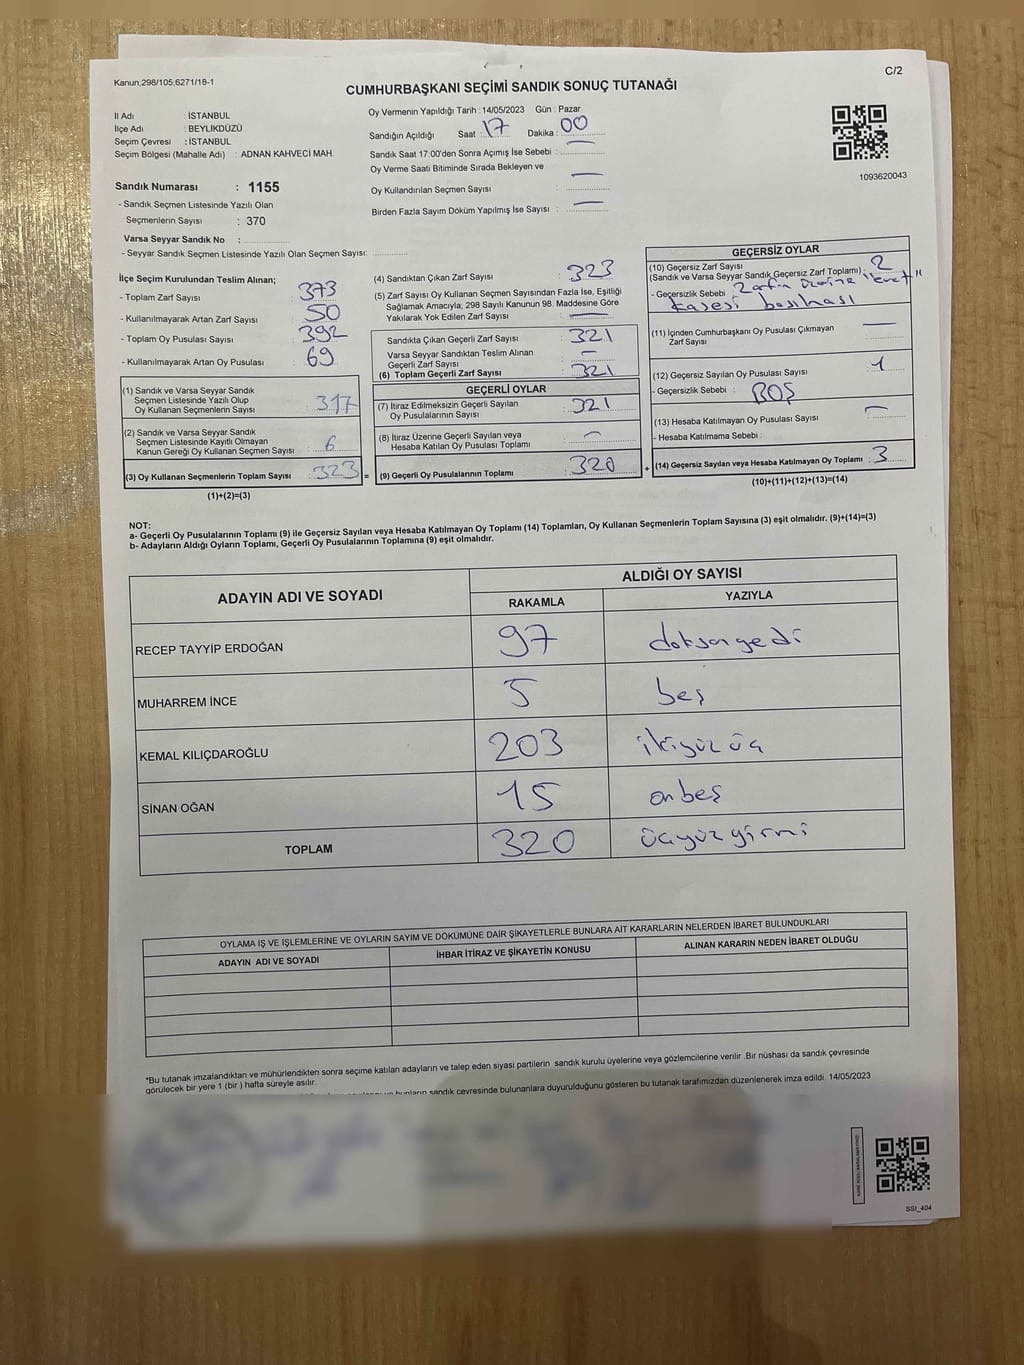 Kanun,298/105,6271/18-1
C/2
CUMHURBAŞKANI SEÇİMİ SANDIK SONUÇ TUTANAĞI
İl Adı : İSTANBUL
İlçe Adı : BEYLİKDÜZÜ
Seçim Çevresi : İSTANBUL
Seçim Bölgesi (Mahalle Adı) : ADNAN KAHVECİ MAH.
Sandık Numarası : 1155
- Sandık Seçmen Listesinde Yazılı Olan
Seçmenlerin Sayısı : 370
Varsa Seyyar Sandık No :
- Seyyar Sandık Seçmen Listesinde Yazılı Olan Seçmen Sayısı:
Oy Vermenin Yapıldığı Tarih : 14/05/2023 Gün : Pazar
Sandığın Açıldığı Saat : 17 Dakika : 00
Sandık Saat 17:00'den Sonra Açımış İse Sebebi : —
Oy Verme Saati Bitiminde Sırada Bekleyen ve
Oy Kullandırılan Seçmen Sayısı : —
Birden Fazla Sayım Döküm Yapılmış İse Sayısı : —
1093620043
İlçe Seçim Kurulundan Teslim Alınan;
- Toplam Zarf Sayısı : 373
- Kullanılmayarak Artan Zarf Sayısı : 50
- Toplam Oy Pusulası Sayısı : 392
- Kullanılmayarak Artan Oy Pusulası : 69
(1) Sandık ve Varsa Seyyar Sandık
Seçmen Listesinde Yazılı Olup
Oy Kullanan Seçmenlerin Sayısı : 317
(2) Sandık ve Varsa Seyyar Sandık
Seçmen Listesinde Kayıtlı Olmayan
Kanun Gereği Oy Kullanan Seçmen Sayısı : 6
(3) Oy Kullanan Seçmenlerin Toplam Sayısı : 323 =
(1)+(2)=(3)
(4) Sandıktan Çıkan Zarf Sayısı : 323
(5) Zarf Sayısı Oy Kullanan Seçmen Sayısından Fazla İse, Eşitliği
Sağlamak Amacıyla, 298 Sayılı Kanunun 98. Maddesine Göre
Yakılarak Yok Edilen Zarf Sayısı : —
Sandıkta Çıkan Geçerli Zarf Sayısı : 321
Varsa Seyyar Sandıktan Teslim Alınan
Geçerli Zarf Sayısı : —
(6) Toplam Geçerli Zarf Sayısı : 321
GEÇERLİ OYLAR
(7) İtiraz Edilmeksizin Geçerli Sayılan
Oy Pusulalarının Sayısı : 321
(8) İtiraz Üzerine Geçerli Sayılan veya
Hesaba Katılan Oy Pusulası Toplamı : —
(9) Geçerli Oy Pusulalarının Toplamı : 320 +
GEÇERSİZ OYLAR
(10) Geçersiz Zarf Sayısı
(Sandık ve Varsa Seyyar Sandık Geçersiz Zarf Toplamı) : 2
- Geçersizlik Sebebi : Zarfın üzerine "evet"
kaşesi basılması
(11) İçinden Cumhurbaşkanı Oy Pusulası Çıkmayan
Zarf Sayısı : —
(12) Geçersiz Sayılan Oy Pusulası Sayısı : 1
- Geçersizlik Sebebi : BOŞ
(13) Hesaba Katılmayan Oy Pusulası Sayısı : —
- Hesaba Katılmama Sebebi :
(14) Geçersiz Sayılan veya Hesaba Katılmayan Oy Toplamı : 3
(10)+(11)+(12)+(13)=(14)
NOT:
a- Geçerli Oy Pusulalarının Toplamı (9) ile Geçersiz Sayılan veya Hesaba Katılmayan Oy Toplamı (14) Toplamları, Oy Kullanan Seçmenlerin Toplam Sayısına (3) eşit olmalıdır. (9)+(14)=(3)
b- Adayların Aldığı Oyların Toplamı, Geçerli Oy Pusulalarının Toplamına (9) eşit olmalıdır.
ADAYIN ADI VE SOYADI ALDIĞI OY SAYISI
RAKAMLA YAZIYLA
RECEP TAYYİP ERDOĞAN 97 doksanyedi
MUHARREM İNCE 5 beş
KEMAL KILIÇDAROĞLU 203 ikiyüz üç
SİNAN OĞAN 15 onbeş
TOPLAM 320 üçyüzyirmi
OYLAMA İŞ VE İŞLEMLERİNE VE OYLARIN SAYIM VE DÖKÜMÜNE DAİR ŞİKAYETLERLE BUNLARA AİT KARARLARIN NELERDEN İBARET BULUNDUKLARI
ADAYIN ADI VE SOYADI İHBAR İTİRAZ VE ŞİKAYETİN KONUSU ALINAN KARARIN NEDEN İBARET OLDUĞU
*Bu tutanak imzalandıktan ve mühürlendikten sonra seçime katılan adayların ve talep eden siyasi partilerin sandık kurulu üyelerine veya gözlemcilerine verilir .Bir nüshası da sandık çevresinde
görülecek bir yere 1 (bir ) hafta süreyle asılır.
bunların sandık çevresinde bulunanlara duyurulduğunu gösteren bu tutanak tarafımızdan düzenlenerek imza edildi. 14/05/2023
SSI_404